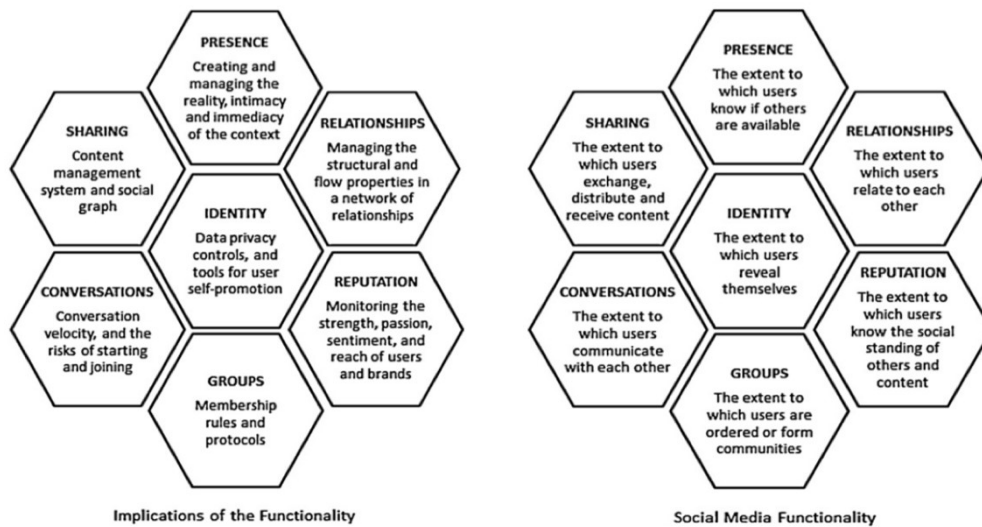 PRESENCE
Creating and
managing the
reality, intimacy
and immediacy
of the context
SHARING
Content
management
system and social
graph
RELATIONSHIPS
Managing the
structural and
flow properties in
a network of
relationships
IDENTITY
Data privacy
controls, and
tools for user
self-promotion
CONVERSATIONS
Conversation
velocity, and the
risks of starting
and joining
REPUTATION
Monitoring the
strength, passion,
sentiment, and
reach of users
and brands
GROUPS
Membership
rules and
protocols
Implications of the Functionality
PRESENCE
The extent to
which users
know if others
are available
SHARING
The extent to
which users
exchange,
distribute and
receive content
RELATIONSHIPS
The extent to
which users
relate to each
other
IDENTITY
The extent to
which users
reveal
themselves
CONVERSATIONS
The extent to
which users
communicate
with each other
REPUTATION
The extent to
which users
know the social
standing of
others and
content
GROUPS
The extent to
which users are
ordered or form
communities
Social Media Functionality